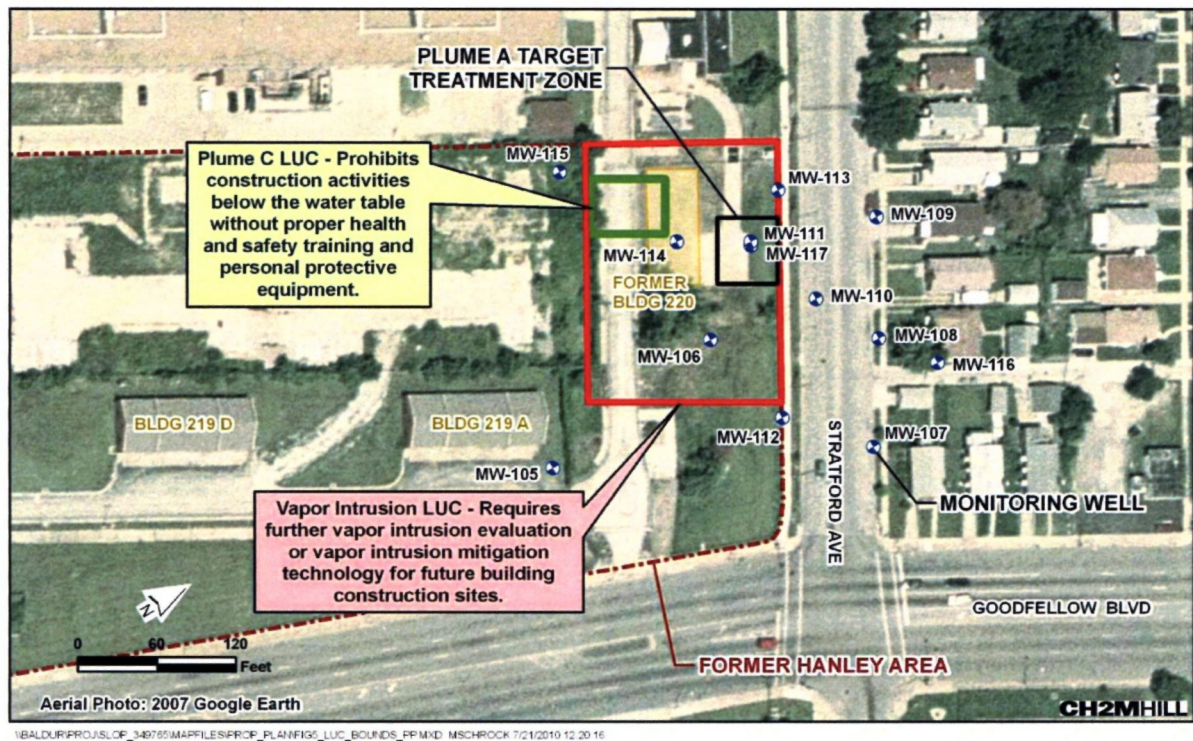 PLUME A TARGET
TREATMENT ZONE
Plume C LUC - Prohibits
construction activities
below the water table
without proper health
and safety training and
personal protective
equipment.
MW-115
MW-113
MW-109
MW-111
MW-117
MW-114
FORMER
BLDG 220
MW-110
MW-108
MW-106
MW-116
BLDG 219 D
BLDG 219 A
MW-112
MW-107
MW-105
STRATFORD AVE
MONITORING WELL
Vapor Intrusion LUC - Requires
further vapor intrusion evaluation
or vapor intrusion mitigation
technology for future building
construction sites.
N
GOODFELLOW BLVD
0 60 120
Feet
FORMER HANLEY AREA
Aerial Photo: 2007 Google Earth
CH2MHILL
\\BALDUR\PROJ\SLOP_349765\MAPFILES\PROP_PLAN\FIG5_LUC_BOUNDS_PP.MXD MSCHROCK 7/21/2010 12:20:16